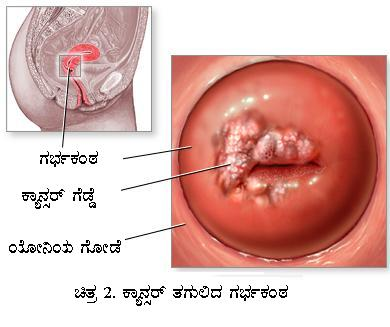 ಗರ್ಭಕಂಠ
ಕ್ಯಾನ್ಸರ್ ಗೆಡ್ಡೆ
ಯೋನಿಯ ಗೋಡೆ
ಚಿತ್ರ 2. ಕ್ಯಾನ್ಸರ್ ತಗುಲಿದ ಗರ್ಭಕಂಠ